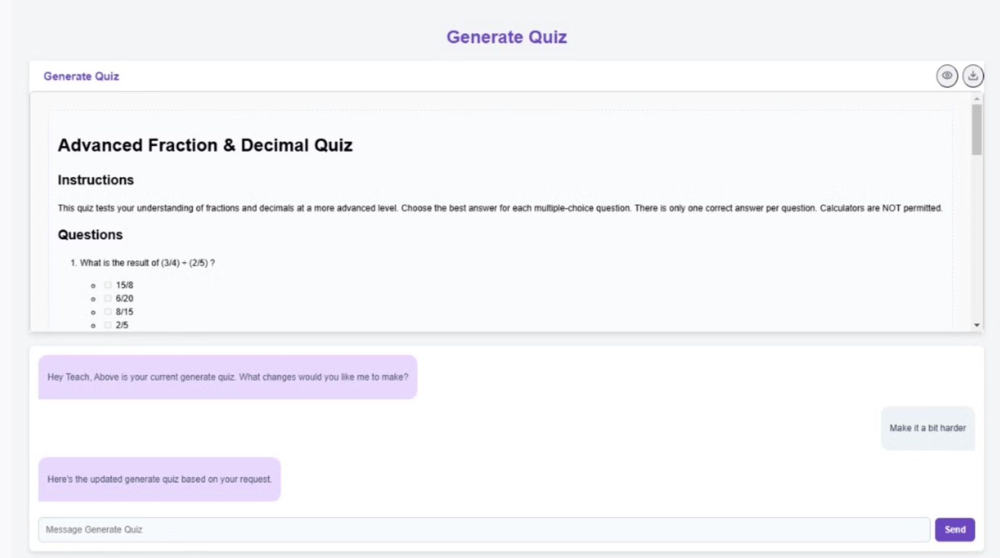 Generate Quiz
Generate Quiz
Advanced Fraction & Decimal Quiz
Instructions
This quiz tests your understanding of fractions and decimals at a more advanced level. Choose the best answer for each multiple-choice question. There is only one correct answer per question. Calculators are NOT permitted.
Questions
1. What is the result of (3/4) ÷ (2/5) ?
15/8
6/20
8/15
2/5
Hey Teach, Above is your current generate quiz. What changes would you like me to make?
Make it a bit harder
Here's the updated generate quiz based on your request.
Message Generate Quiz
Send